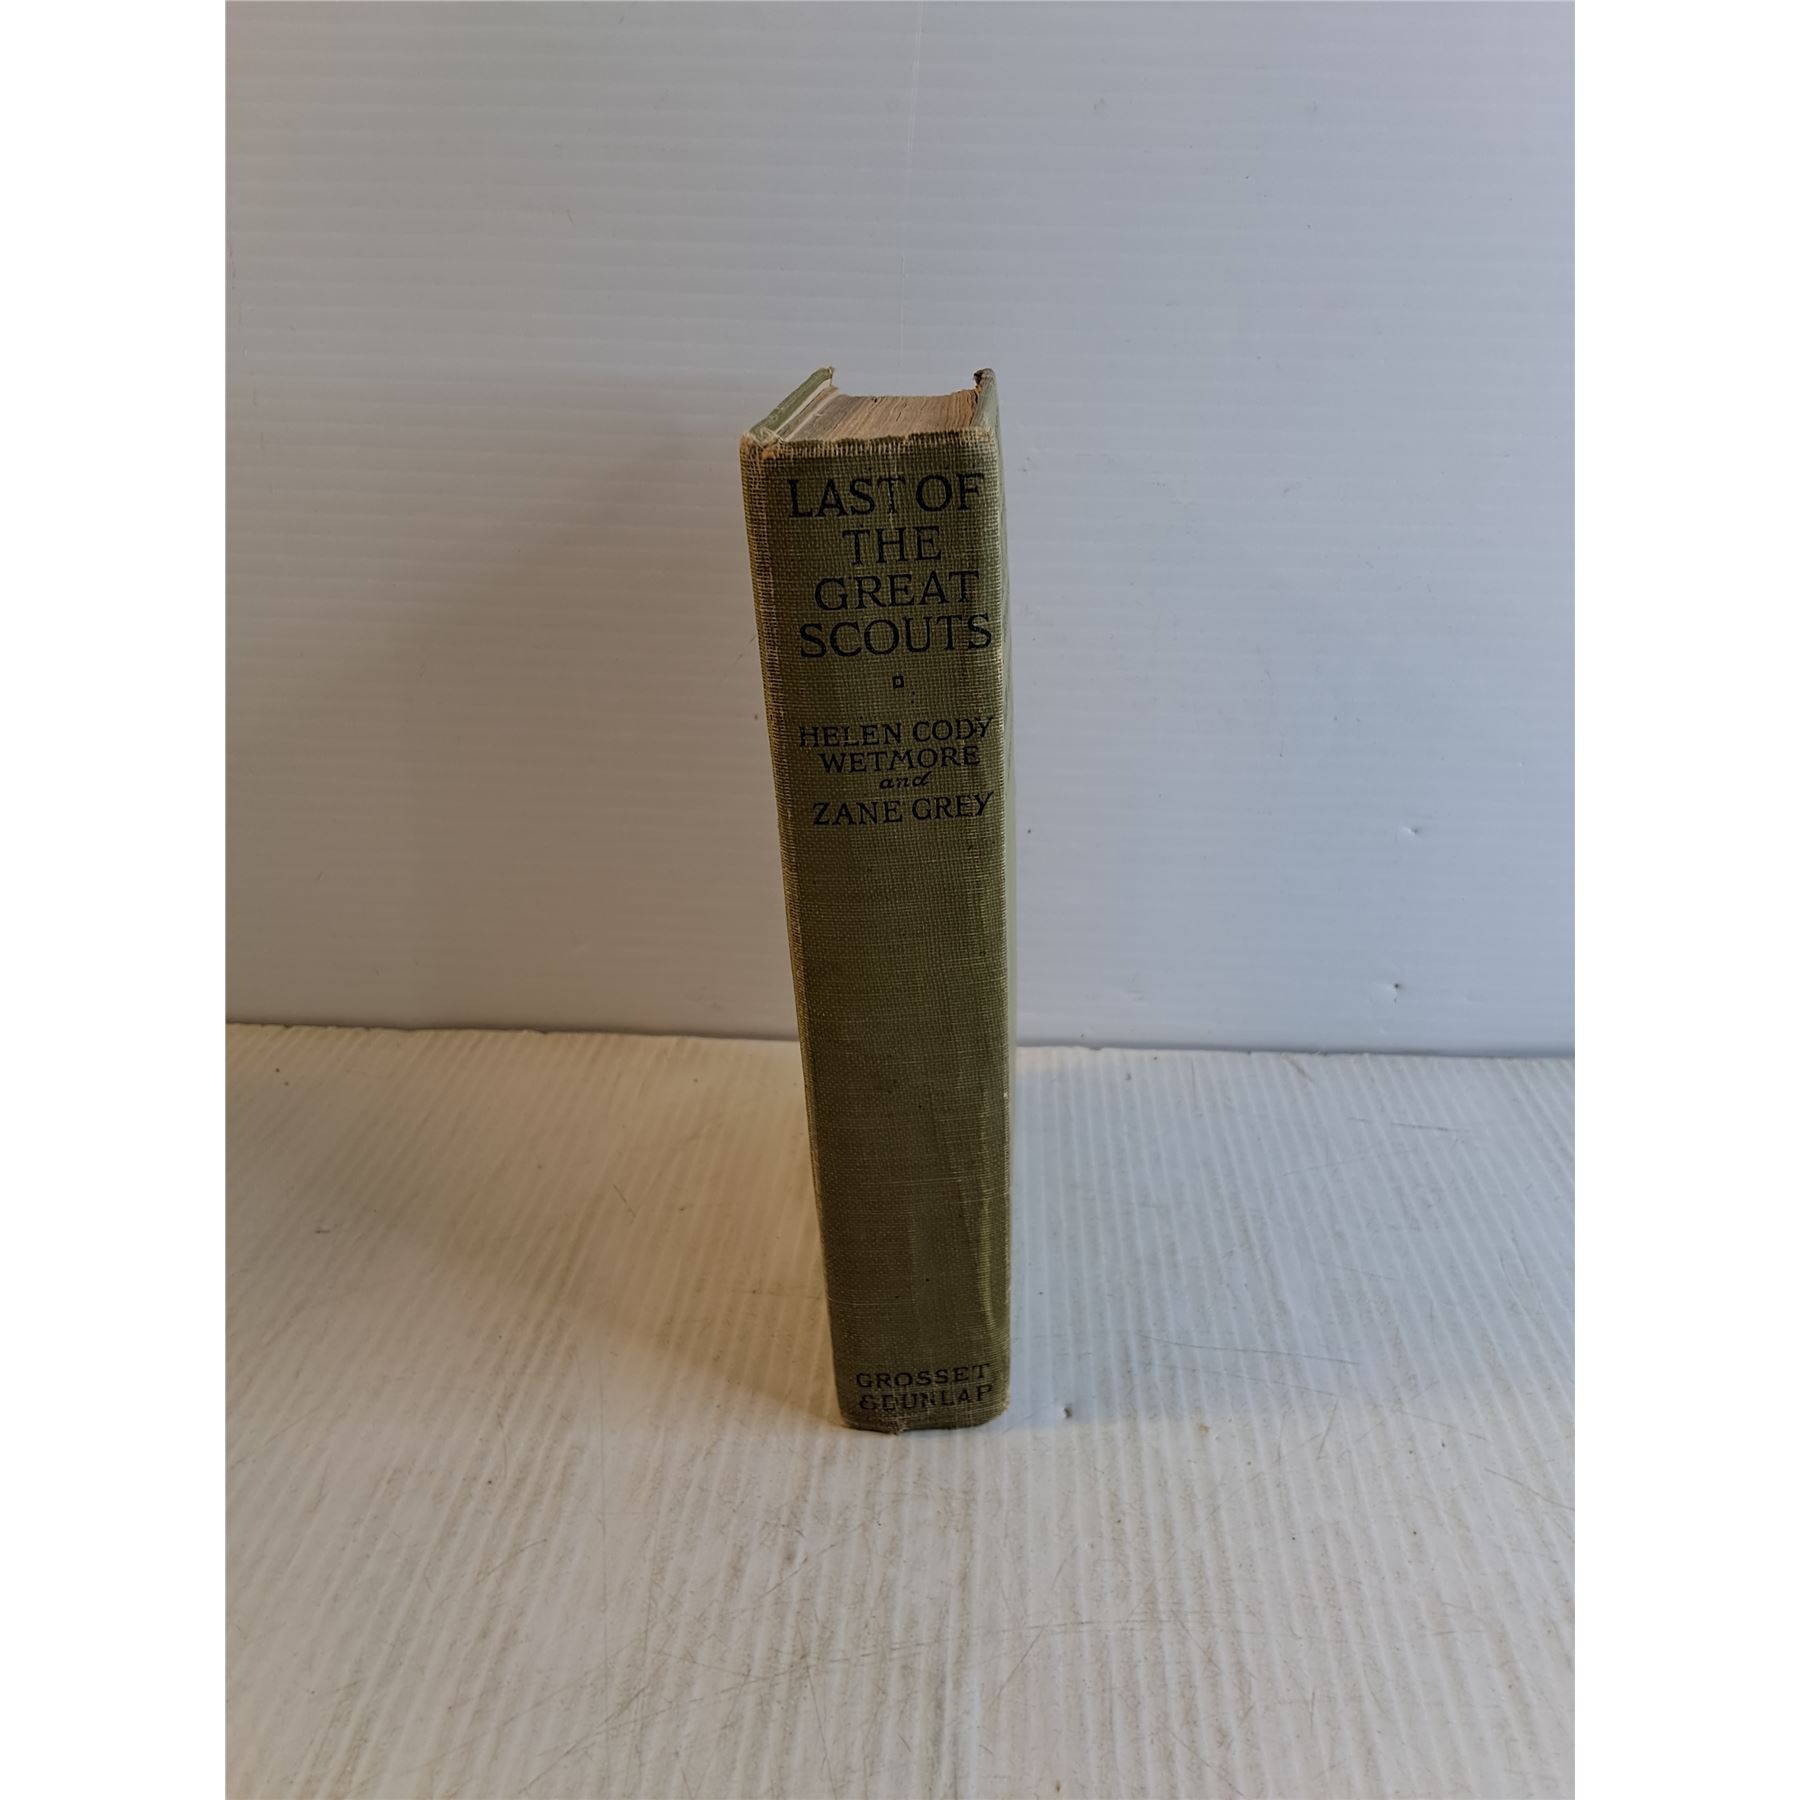 LAST OF
THE
GREAT
SCOUTS
HELEN CODY
WETMORE
and
ZANE GREY
GROSSET
& DUNLAP